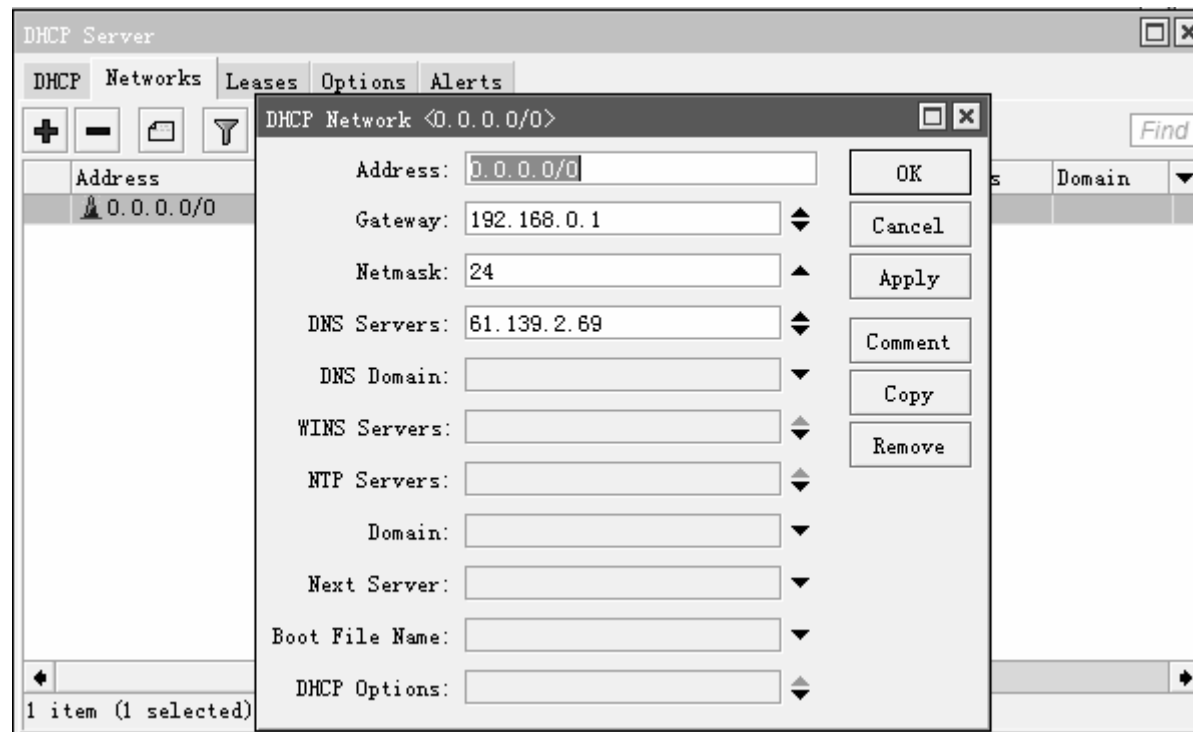 DHCP Server
DHCP Networks Leases Options Alerts
Find
Address Domain
0.0.0.0/0
DHCP Network <0.0.0.0/0>
Address: 0.0.0.0/0
OK
Gateway: 192.168.0.1
Cancel
Netmask: 24
Apply
DNS Servers: 61.139.2.69
Comment
DNS Domain:
Copy
WINS Servers:
Remove
NTP Servers:
Domain:
Next Server:
Boot File Name:
DHCP Options:
1 item (1 selected)